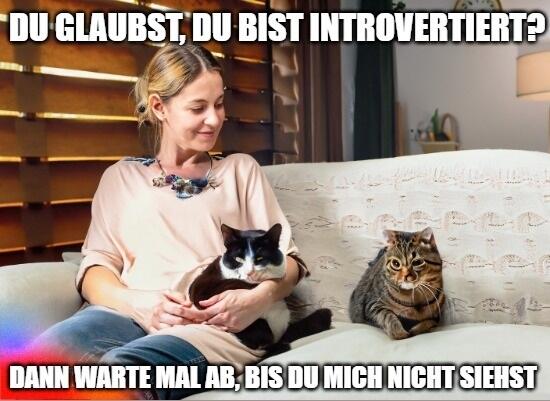 DU GLAUBST, DU BIST INTROVERTIERT?
DANN WARTE MAL AB, BIS DU MICH NICHT SIEHST